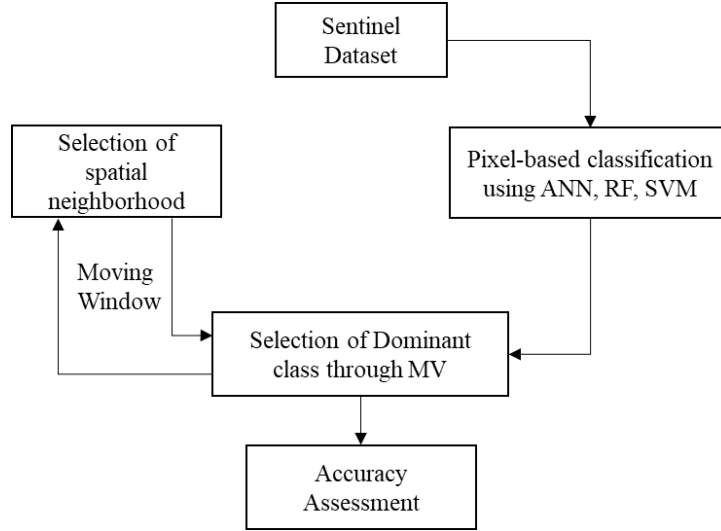 Sentinel
Dataset
Selection of
spatial
neighborhood
Pixel-based classification
using ANN, RF, SVM
Moving
Window
Selection of Dominant
class through MV
Accuracy
Assessment